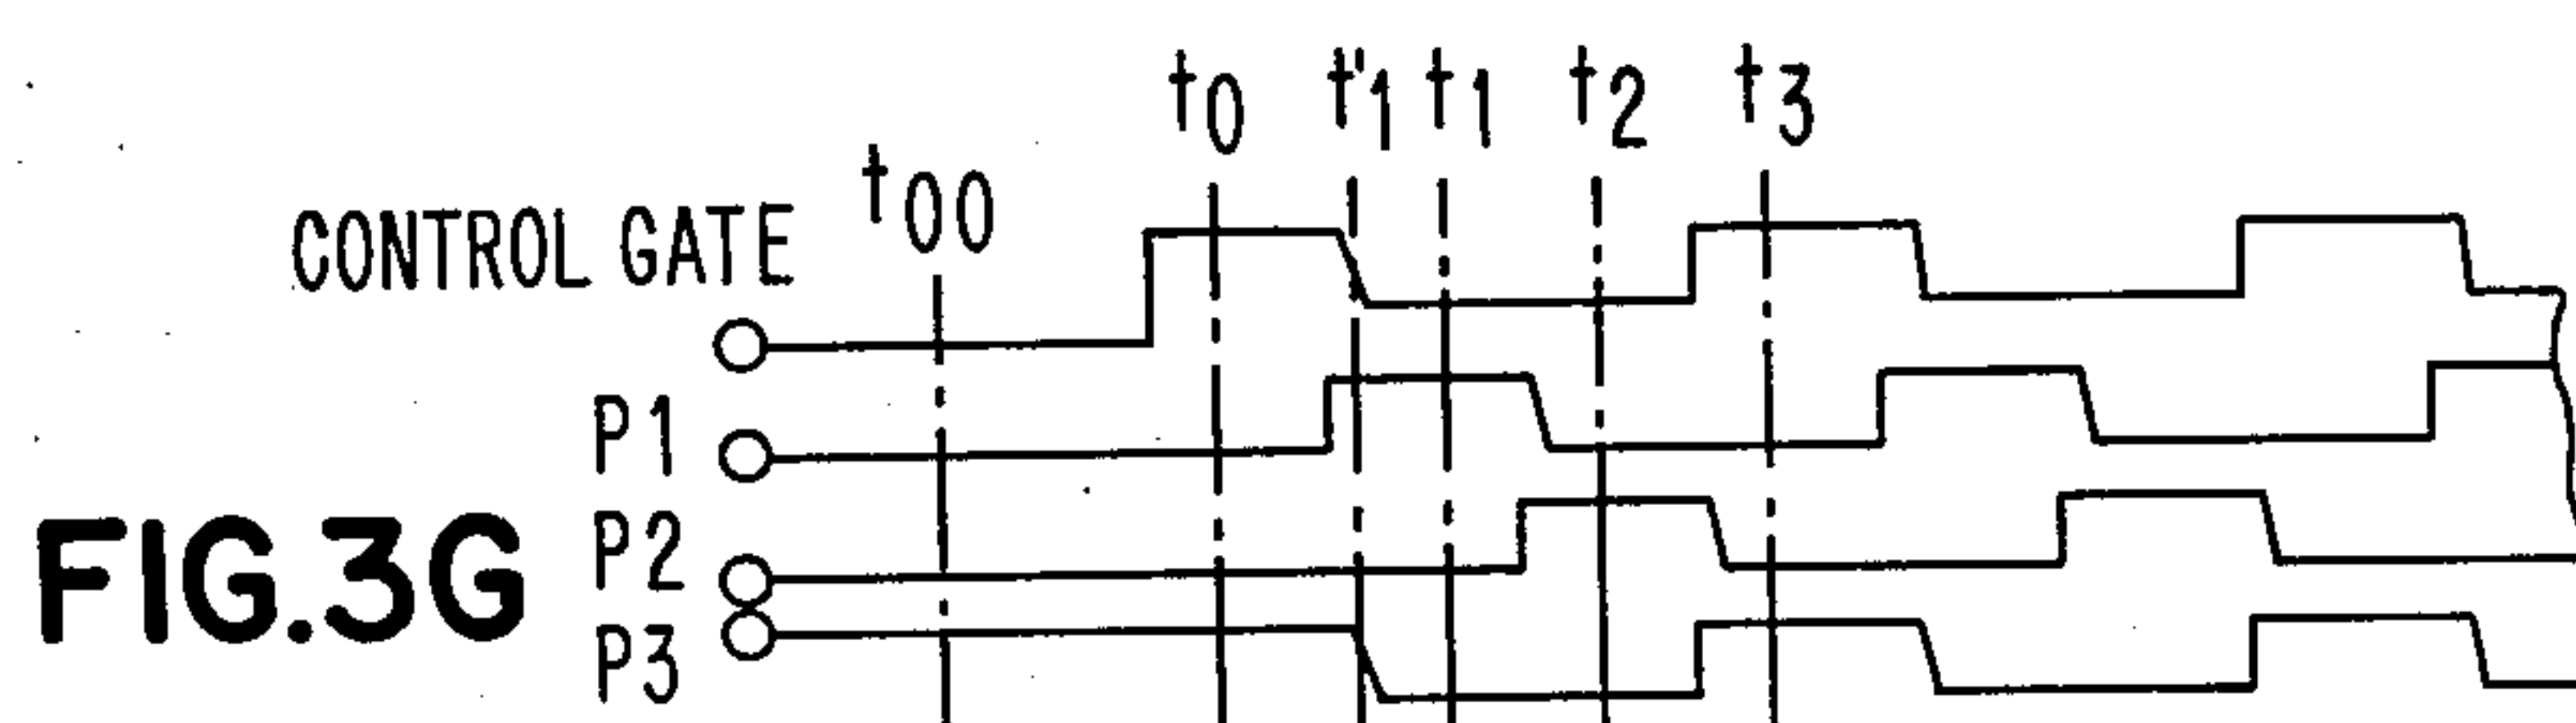 t0 t'1 t1 t2 t3
t00
CONTROL GATE
P1
P2
P3
FIG.3G